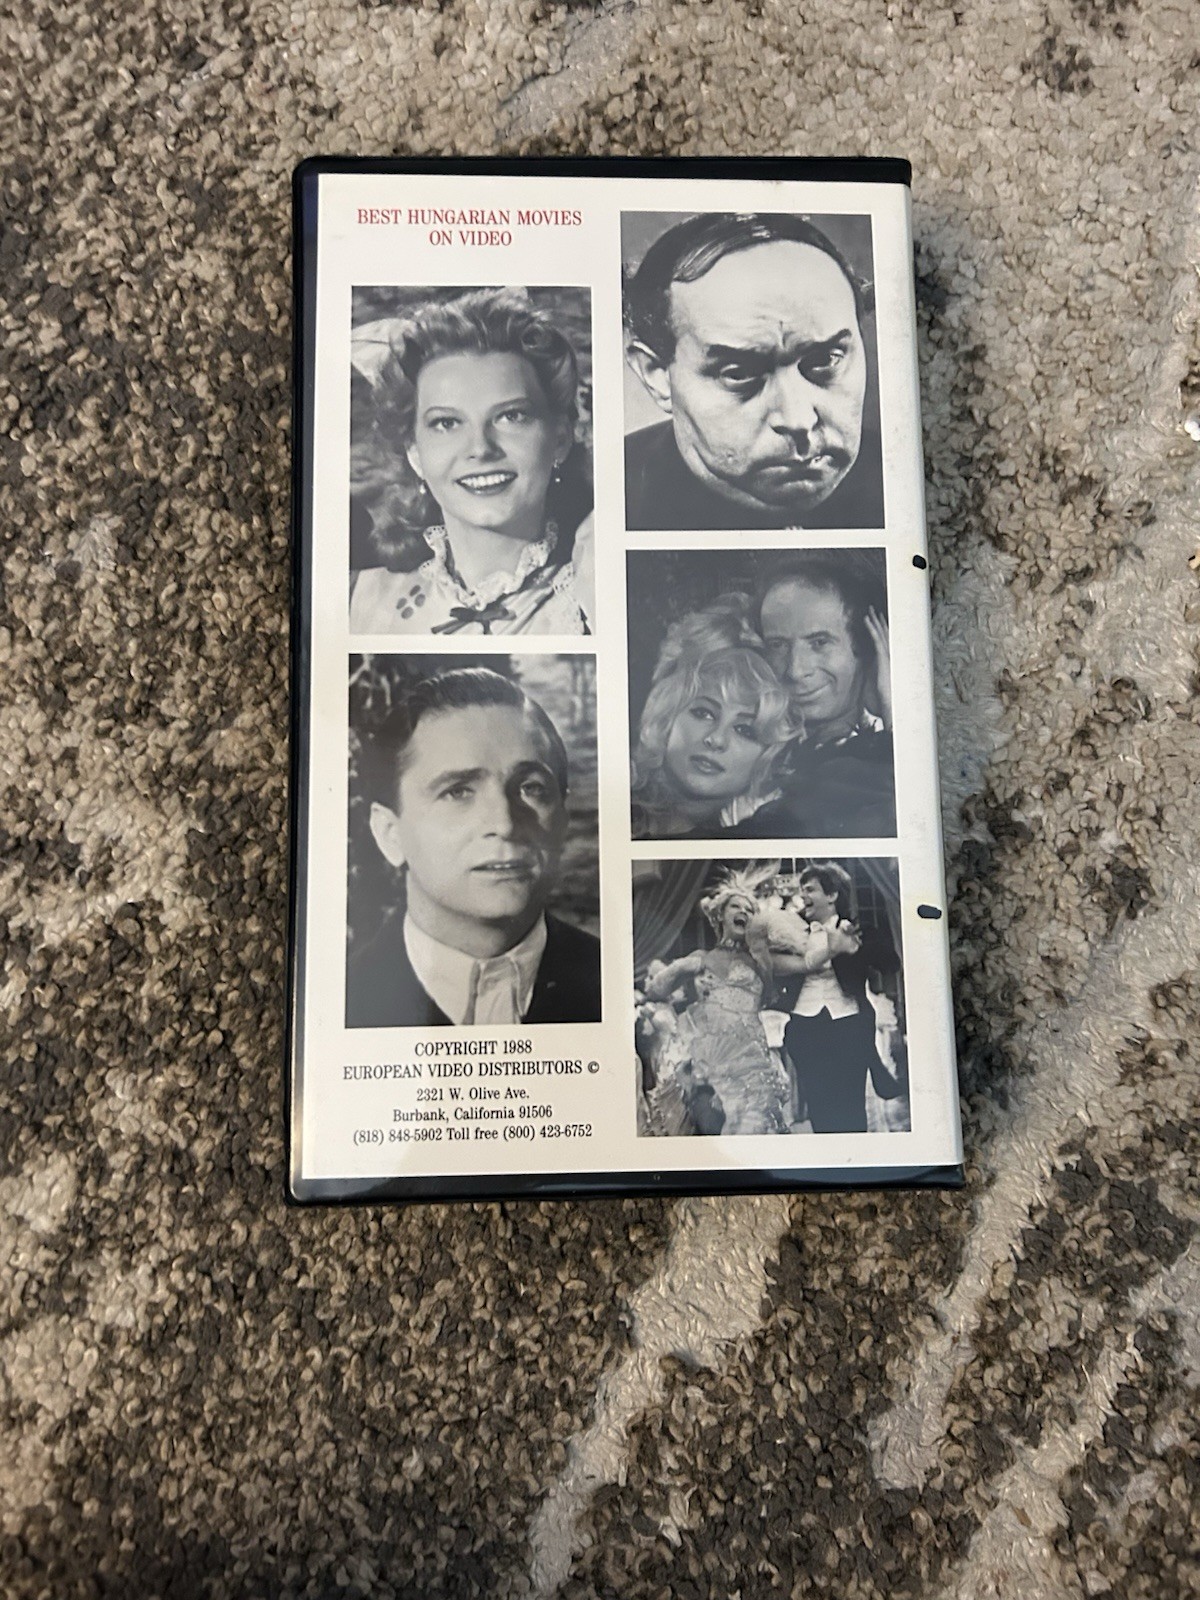 BEST HUNGARIAN MOVIES
ON VIDEO
COPYRIGHT 1988
EUROPEAN VIDEO DISTRIBUTORS ©
2321 W. Olive Ave.
Burbank, California 91506
(818) 848-5902 Toll free (800) 423-6752